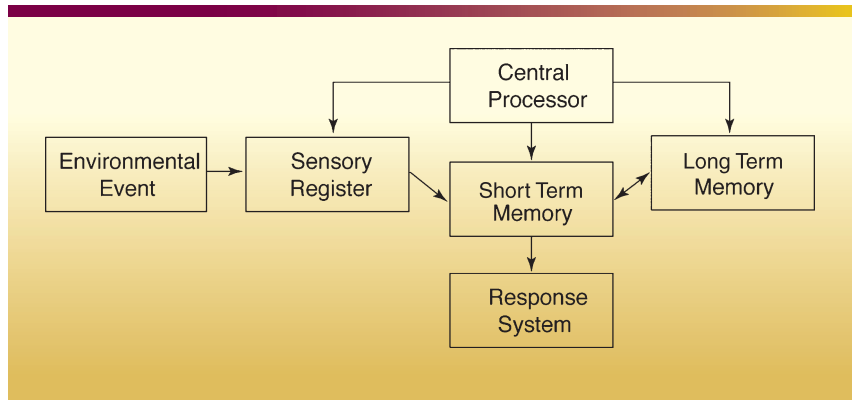 Central
Processor
Environmental
Event
Sensory
Register
Short Term
Memory
Long Term
Memory
Response
System